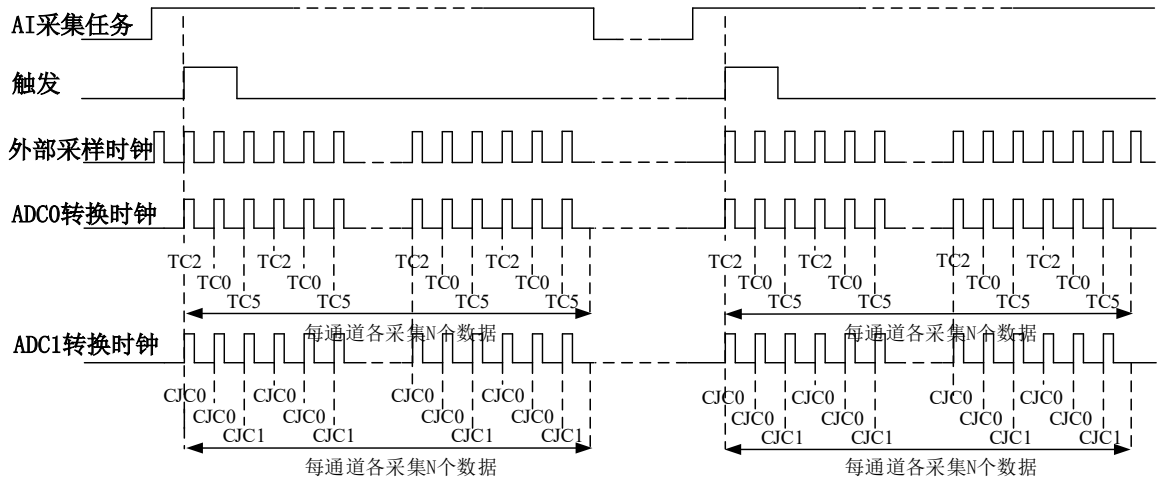 AI采集任务
触发
外部采样时钟
ADC0转换时钟
TC2 TC2 TC2 TC2 TC2 TC2 TC2 TC2
TC0 TC0 TC0 TC0 TC0 TC0 TC0 TC0
TC5 TC5 TC5 TC5 TC5 TC5 TC5 TC5
每通道各采集N个数据 每通道各采集N个数据
ADC1转换时钟
CJC0 CJC0 CJC0 CJC0 CJC0 CJC0 CJC0 CJC0
CJC0 CJC0 CJC0 CJC0 CJC0 CJC0 CJC0 CJC0
CJC1 CJC1 CJC1 CJC1 CJC1 CJC1 CJC1 CJC1
每通道各采集N个数据 每通道各采集N个数据